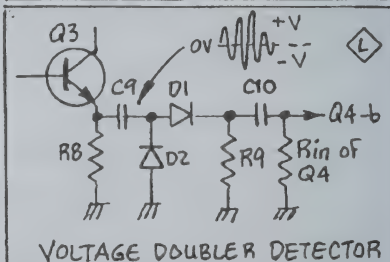 Q3
0V
+V
-V
L
C9
D1
C10
Q4-b
R8
D2
R9
Rin of
Q4
VOLTAGE DOUBLER DETECTOR